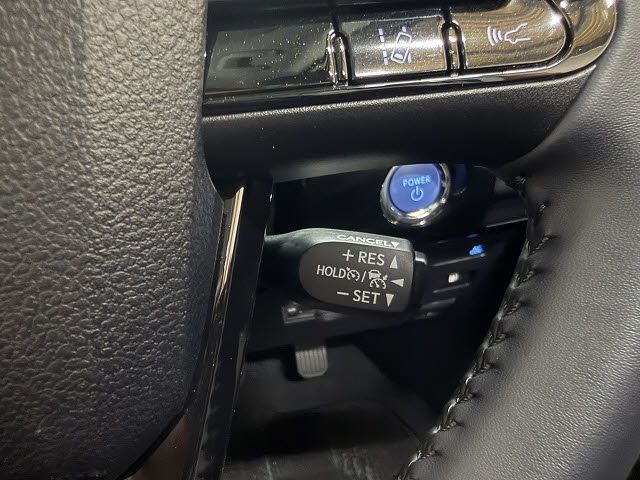 POWER
CANCEL▼
+ RES ▲
HOLD /
− SET ▼